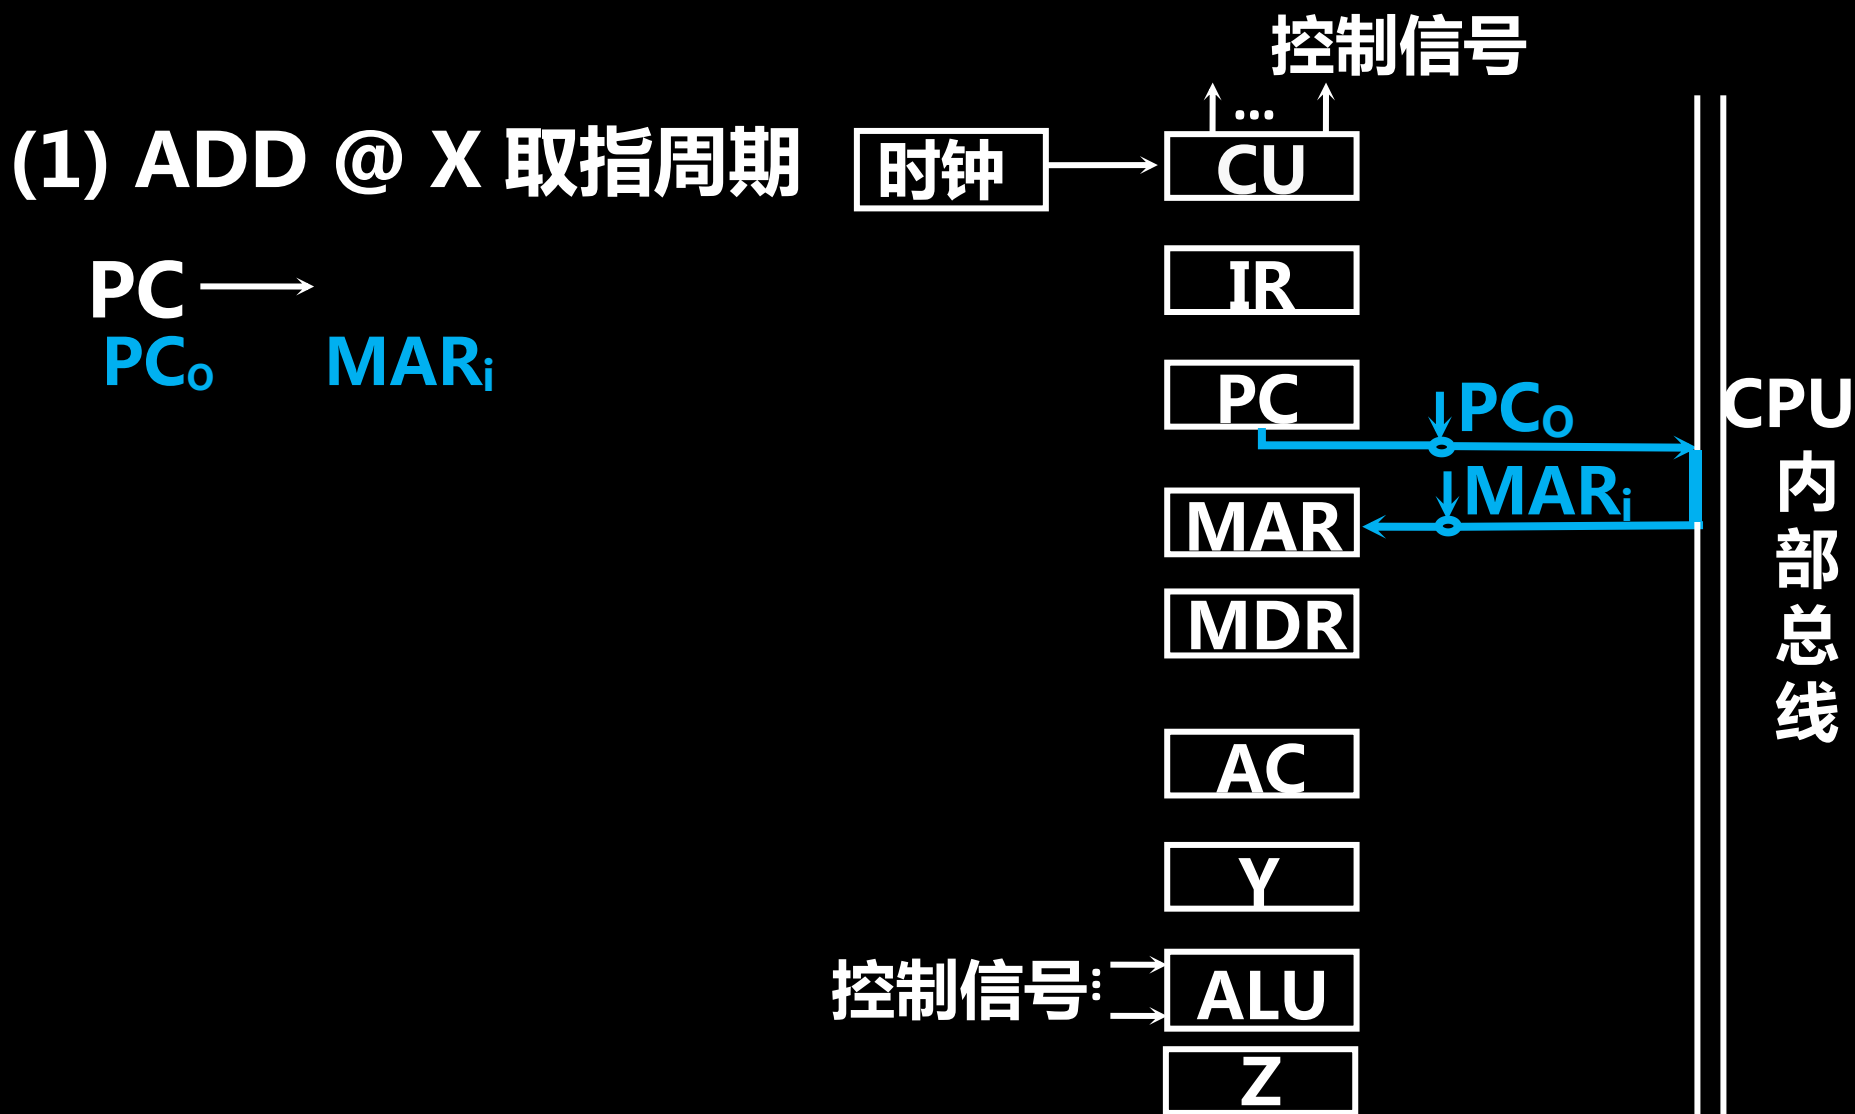 控制信号
...
(1) ADD @ X 取指周期
时钟
CU
PC
PCO MARi
IR
PC
PCO
MARi
MAR
MDR
AC
Y
控制信号
...
ALU
Z
CPU
内
部
总
线